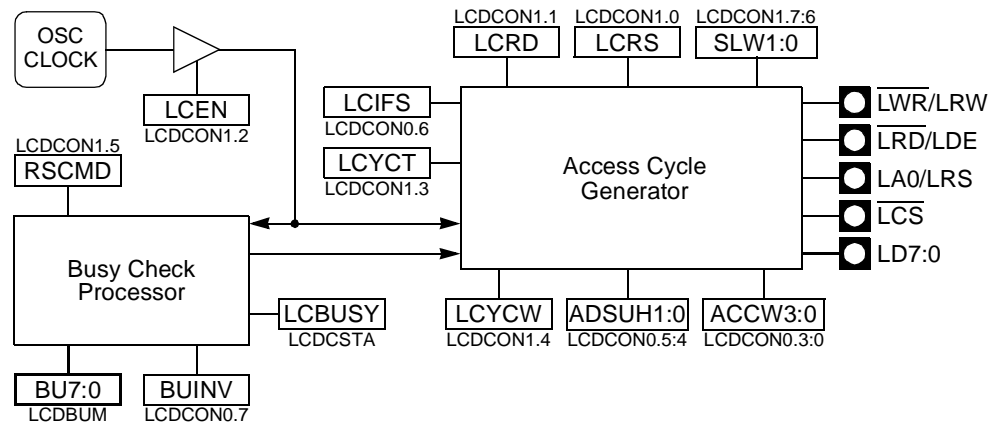 OSC
CLOCK
LCEN
LCDCON1.2
LCDCON1.5
RSCMD
Busy Check
Processor
LCBUSY
LCDCSTA
BU7:0
LCDBUM
BUINV
LCDCON0.7
LCDCON1.1
LCRD
LCDCON1.0
LCRS
LCDCON1.7:6
SLW1:0
LCIFS
LCDCON0.6
LCYCT
LCDCON1.3
Access Cycle
Generator
LCYCW
LCDCON1.4
ADSUH1:0
LCDCON0.5:4
ACCW3:0
LCDCON0.3:0
LWR/LRW
LRD/LDE
LA0/LRS
LCS
LD7:0